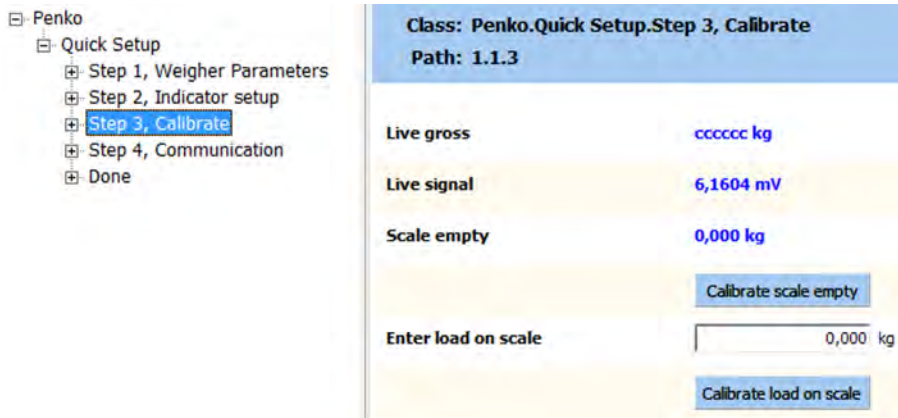 Penko
Quick Setup
Step 1, Weigher Parameters
Step 2, Indicator setup
Step 3, Calibrate
Step 4, Communication
Done
Class: Penko.Quick Setup.Step 3, Calibrate
Path: 1.1.3
Live gross cccccc kg
Live signal 6,1604 mV
Scale empty 0,000 kg
Calibrate scale empty
Enter load on scale 0,000 kg
Calibrate load on scale